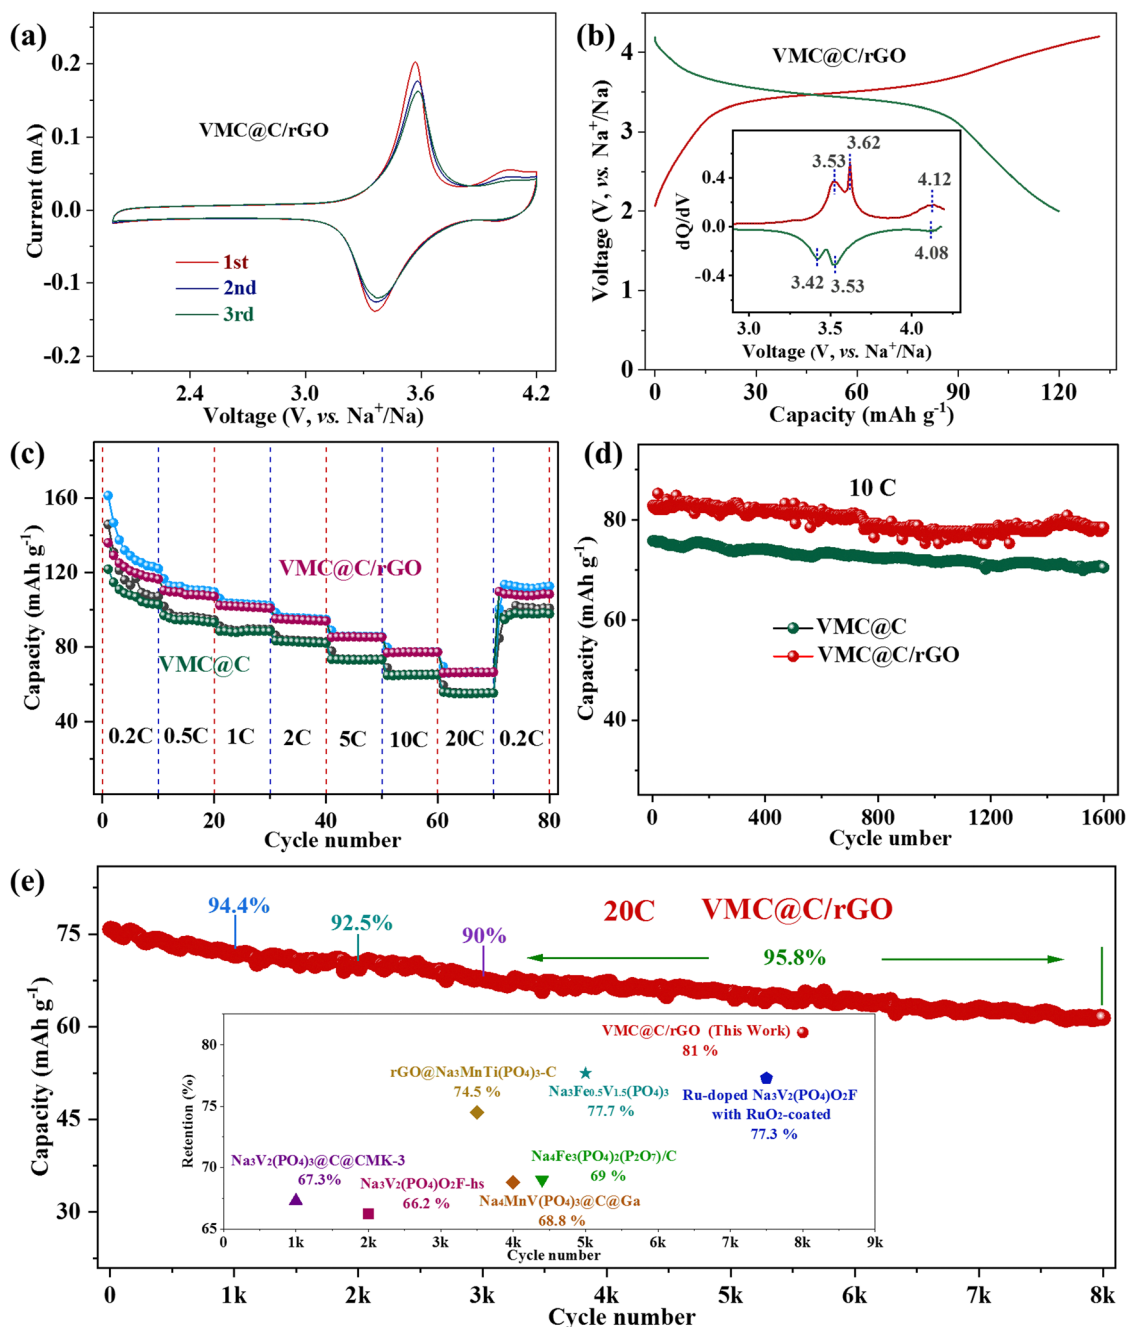 (a)
0.2
0.1
0.0
-0.1
-0.2
Current (mA)
VMC@C/rGO
1st
2nd
3rd
2.4
3.0
3.6
4.2
Voltage (V, vs. Na⁺/Na)
(b)
4
3
2
1
0
Voltage (V, vs. Na⁺/Na)
VMC@C/rGO
0.4
0.0
-0.4
dQ/dV
3.53
3.62
4.12
3.42
3.53
4.08
3.0
3.5
4.0
Voltage (V, vs. Na⁺/Na)
0
30
60
90
120
Capacity (mAh g⁻¹)
(c)
160
120
80
40
Capacity (mAh g⁻¹)
VMC@C/rGO
VMC@C
0.2C
0.5C
1C
2C
5C
10C
20C
0.2C
0
20
40
60
80
Cycle number
(d)
80
60
40
Capacity (mAh g⁻¹)
10 C
VMC@C
VMC@C/rGO
0
400
800
1200
1600
Cycle umber
(e)
75
60
45
30
Capacity (mAh g⁻¹)
94.4%
92.5%
90%
20C
VMC@C/rGO
95.8%
80
75
70
65
Retention (%)
VMC@C/rGO (This Work)
81 %
rGO@Na₃MnTi(PO₄)₃-C
74.5 %
Na₃Fe₀.₅V₁.₅(PO₄)₃
77.7 %
Ru-doped Na₃V₂(PO₄)O₂F
with RuO₂-coated
77.3 %
Na₃V₂(PO₄)₃@C@CMK-3
67.3%
Na₃V₂(PO₄)O₂F-hs
66.2 %
Na₄Fe₃(PO₄)₂(P₂O₇)/C
69 %
Na₄MnV(PO₄)₃@C@Ga
68.8 %
0
1k
2k
3k
4k
5k
6k
7k
8k
9k
Cycle number
0
1k
2k
3k
4k
5k
6k
7k
8k
Cycle number